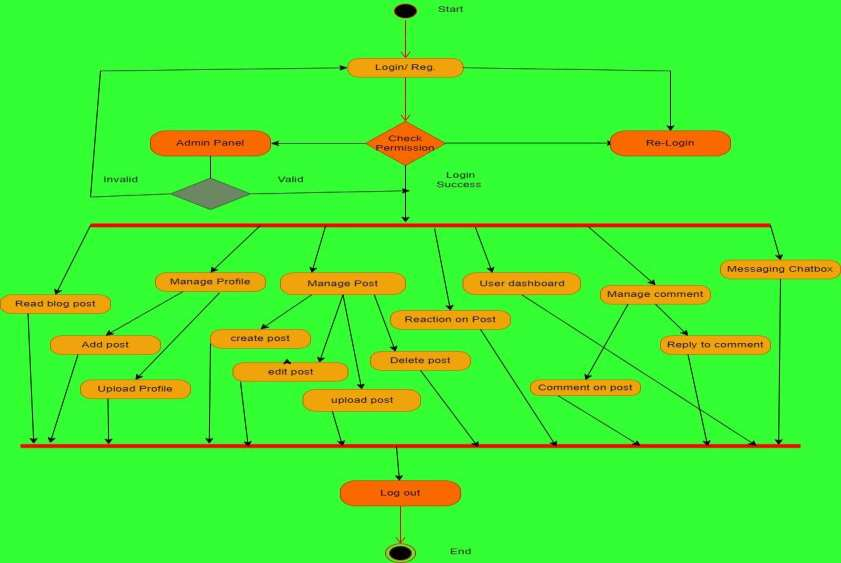 Start
Login/ Reg.
Check
Permission
Admin Panel
Re-Login
Invalid
Valid
Login
Success
Messaging Chatbox
Manage Profile
Manage Post
User dashboard
Manage comment
Read blog post
Reaction on Post
create post
Add post
Reply to comment
Delete post
edit post
Upload Profile
Comment on post
upload post
Log out
End